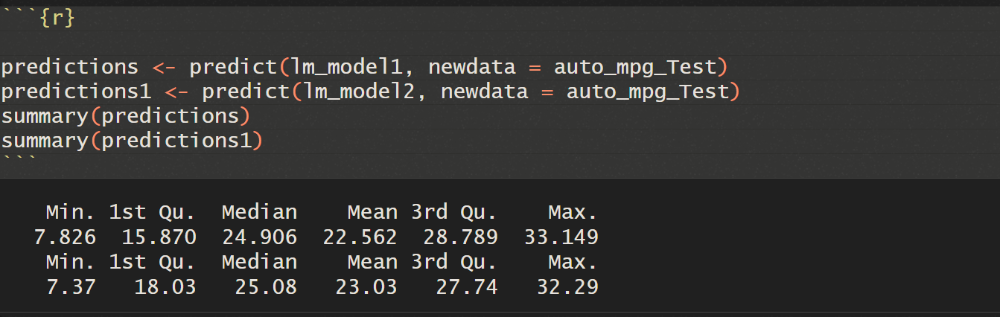 ```{r}
predictions <- predict(lm_model1, newdata = auto_mpg_Test)
predictions1 <- predict(lm_model2, newdata = auto_mpg_Test)
summary(predictions)
summary(predictions1)
```
Min. 1st Qu. Median Mean 3rd Qu. Max.
7.826 15.870 24.906 22.562 28.789 33.149
Min. 1st Qu. Median Mean 3rd Qu. Max.
7.37 18.03 25.08 23.03 27.74 32.29